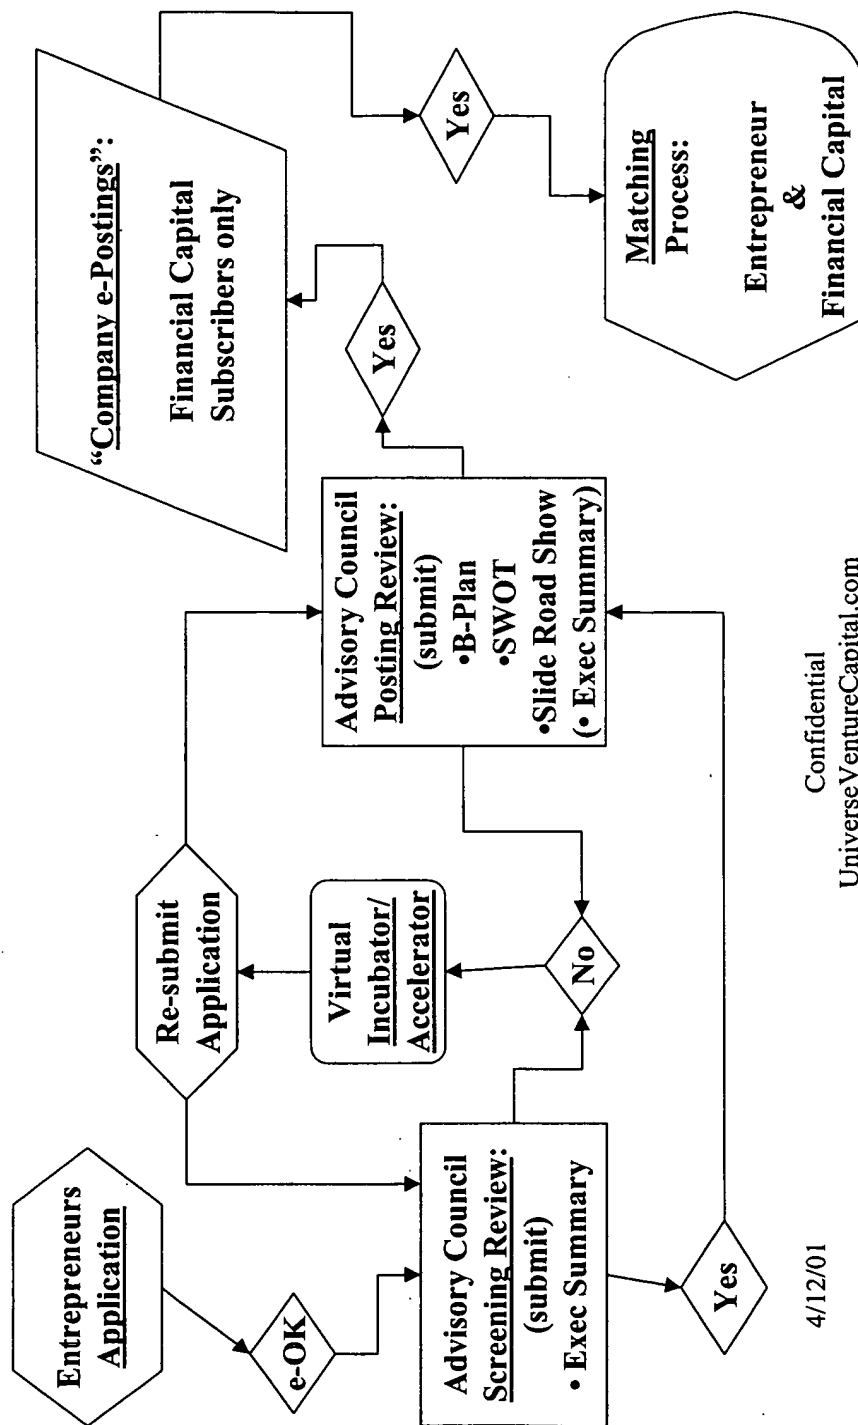 Entrepreneurs
Application
e-OK
Advisory Council
Screening Review:
(submit)
• Exec Summary
Yes
Re-submit
Application
Virtual
Incubator/
Accelerator
No
Advisory Council
Posting Review:
(submit)
•B-Plan
•SWOT
•Slide Road Show
(• Exec Summary)
Yes
“Company e-Postings”:
Financial Capital
Subscribers only
Yes
Matching
Process:
Entrepreneur
&
Financial Capital
4/12/01
Confidential
UniverseVentureCapital.com